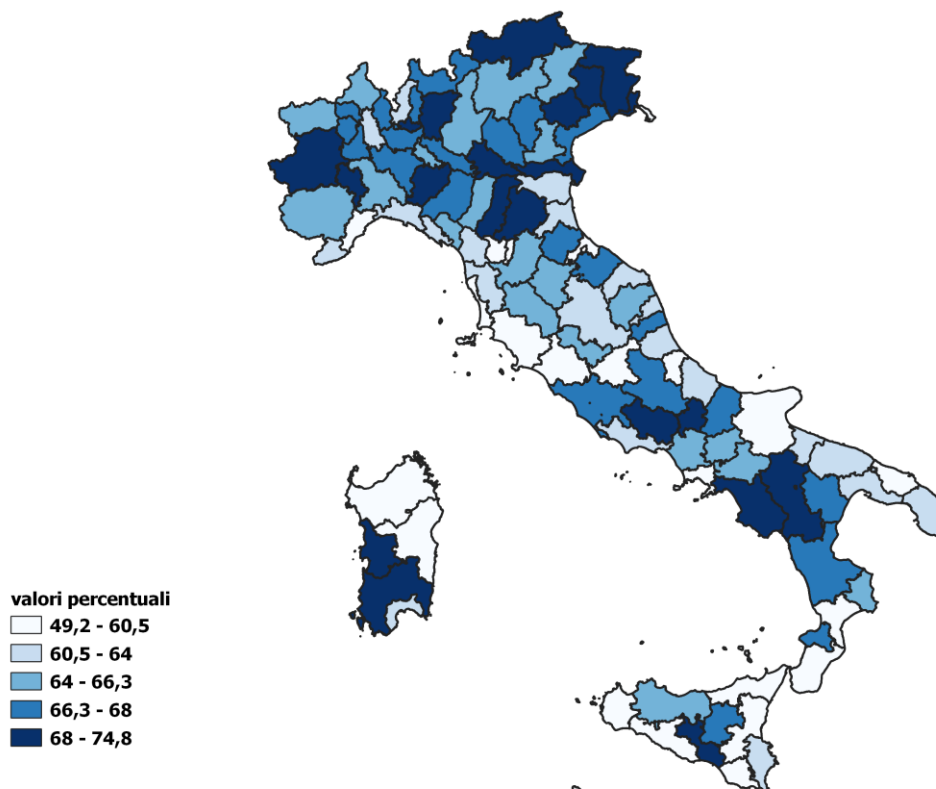 valori percentuali
49,2 - 60,5
60,5 - 64
64 - 66,3
66,3 - 68
68 - 74,8